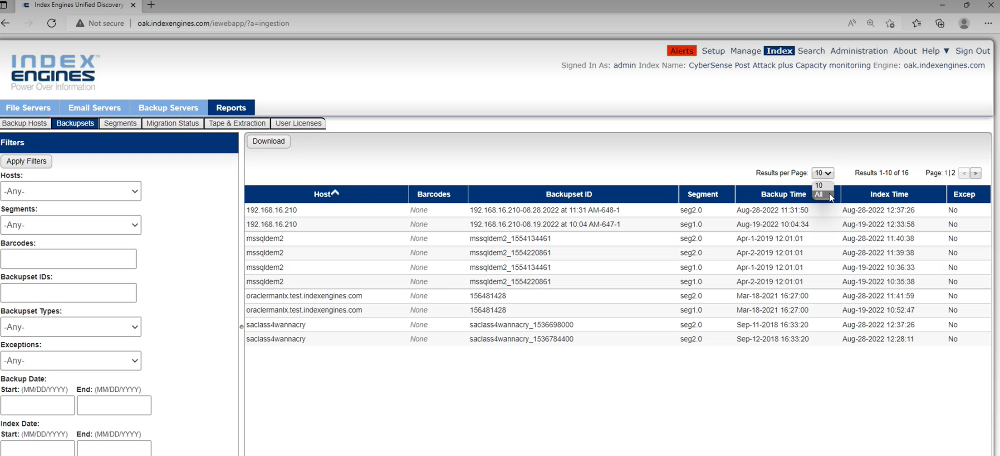 Index Engines Unified Discovery
Not secure | oak.indexengines.com/iewebapp/?a=ingestion
Alerts Setup Manage Index Search Administration About Help ▼ Sign Out
Signed In As: admin Index Name: CyberSense Post Attack plus Capacity monitoriing Engine: oak.indexengines.com
INDEX™
ENGINES
Power Over Information
File Servers Email Servers Backup Servers Reports
Backup Hosts Backupsets Segments Migration Status Tape & Extraction User Licenses
Filters
Apply Filters
Hosts:
-Any-
Segments:
-Any-
Barcodes:
Backupset IDs:
Backupset Types:
-Any-
Exceptions:
-Any-
Backup Date:
Start: (MM/DD/YYYY) End: (MM/DD/YYYY)
Index Date:
Start: (MM/DD/YYYY) End: (MM/DD/YYYY)
Download
Results per Page: 10 Results 1-10 of 16 Page: 1|2 < >
10
All
Host Barcodes Backupset ID Segment Backup Time Index Time Excep
192.168.16.210 None 192.168.16.210-08.28.2022 at 11:31 AM-648-1 seg2.0 Aug-28-2022 11:31:50 Aug-28-2022 12:37:26 No
192.168.16.210 None 192.168.16.210-08.19.2022 at 10:04 AM-647-1 seg1.0 Aug-19-2022 10:04:34 Aug-19-2022 12:33:58 No
mssqldem2 None mssqldem2_1554134461 seg2.0 Apr-1-2019 12:01:01 Aug-28-2022 11:40:38 No
mssqldem2 None mssqldem2_1554220861 seg2.0 Apr-2-2019 12:01:01 Aug-28-2022 11:39:38 No
mssqldem2 None mssqldem2_1554134461 seg1.0 Apr-1-2019 12:01:01 Aug-19-2022 10:36:33 No
mssqldem2 None mssqldem2_1554220861 seg1.0 Apr-2-2019 12:01:01 Aug-19-2022 10:35:38 No
oraclermanlx.test.indexengines.com None 156481428 seg2.0 Mar-18-2021 16:27:00 Aug-28-2022 11:41:59 No
oraclermanlx.test.indexengines.com None 156481428 seg1.0 Mar-18-2021 16:27:00 Aug-19-2022 10:52:47 No
saclass4wannacry None saclass4wannacry_1536698000 seg2.0 Sep-11-2018 16:33:20 Aug-28-2022 12:37:26 No
saclass4wannacry None saclass4wannacry_1536784400 seg2.0 Sep-12-2018 16:33:20 Aug-28-2022 12:28:11 No